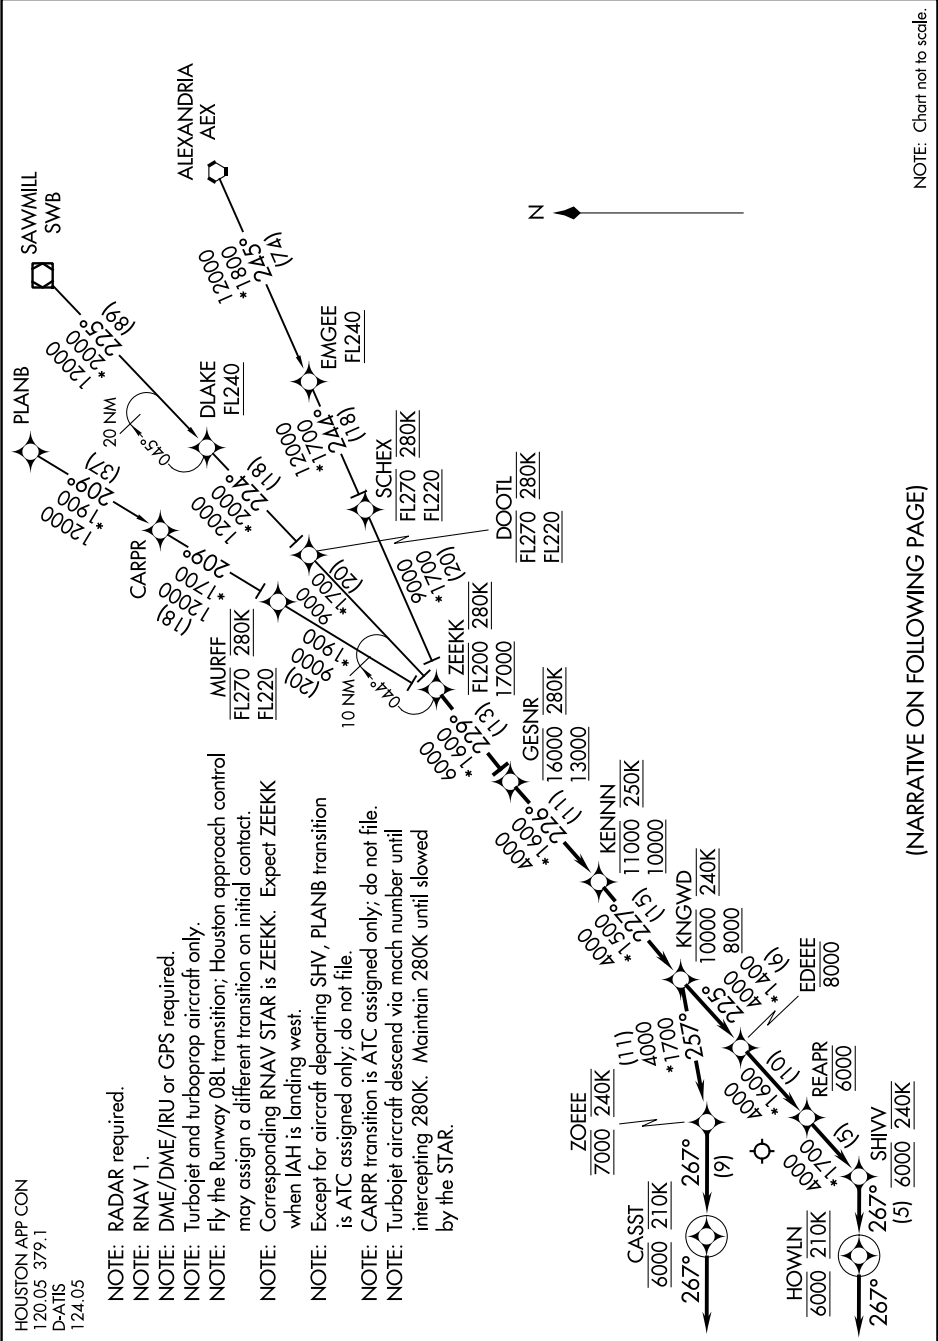 HOUSTON APP CON
120.05 379.1
D-ATIS
124.05
NOTE: RADAR required.
NOTE: RNAV 1.
NOTE: DME/DME/IRU or GPS required.
NOTE: Turbojet and turboprop aircraft only.
NOTE: Fly the Runway 08L transition; Houston approach control
may assign a different transition on initial contact.
NOTE: Corresponding RNAV STAR is ZEEKK. Expect ZEEKK
when IAH is landing west.
NOTE: Except for aircraft departing SHV, PLANB transition
is ATC assigned only; do not file.
NOTE: CARPR transition is ATC assigned only; do not file.
NOTE: Turbojet aircraft descend via mach number until
intercepting 280K. Maintain 280K until slowed
by the STAR.
PLANB
12000
*1900
209°
(37)
CARPR
(18)
12000
*1700
209°
MURFF
FL270 280K
FL220
(20)
9000
*1900
SAWMILL
SWB
12000
*2000
225°
(89)
20 NM
045°
DLAKE
FL240
12000
*2000
224°
(18)
DOOTL
FL270 280K
FL220
9000
*1700
(20)
ALEXANDRIA
AEX
12000
*1800
245°
(74)
EMGEE
FL240
12000
*1700
244°
(18)
SCHEX
FL270 280K
FL220
9000
*1700
(20)
10 NM
044°
ZEEKK
FL200 280K
17000
6000
*1600
229°
(13)
GESNR
16000 280K
13000
4000
*1600
226°
(11)
KENNN
11000 250K
10000
4000
*1500
227°
(15)
KNGWD
10000 240K
8000
(11)
4000
*1700
257°
ZOEEE
7000 240K
267°
(9)
CASST
6000 210K
267°
225°
4000
*1400
(6)
EDEEE
8000
4000
*1600
(10)
REAPR
6000
4000
*1700
(5)
SHIVV
6000 240K
267°
(5)
HOWLN
6000 210K
267°
N
NOTE: Chart not to scale.
(NARRATIVE ON FOLLOWING PAGE)